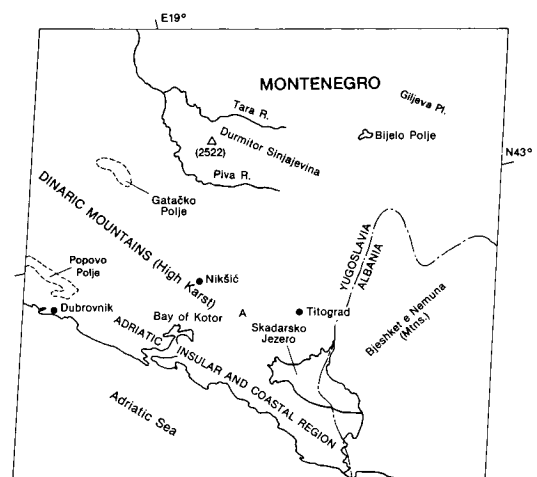 E19°
MONTENEGRO
Giljeva Pl.
Tara R.
Durmitor Sinjajevina
(2522)
Bijelo Polje
N43°
Piva R.
Gatačko
Polje
DINARIC MOUNTAINS (High Karst)
YUGOSLAVIA
ALBANIA
Popovo
Polje
Nikšić
Dubrovnik
Bay of Kotor
A
Titograd
Skadarsko
Jezero
Bjeshket e Nemuna
(Mtns.)
ADRIATIC INSULAR AND COASTAL REGION
Adriatic Sea